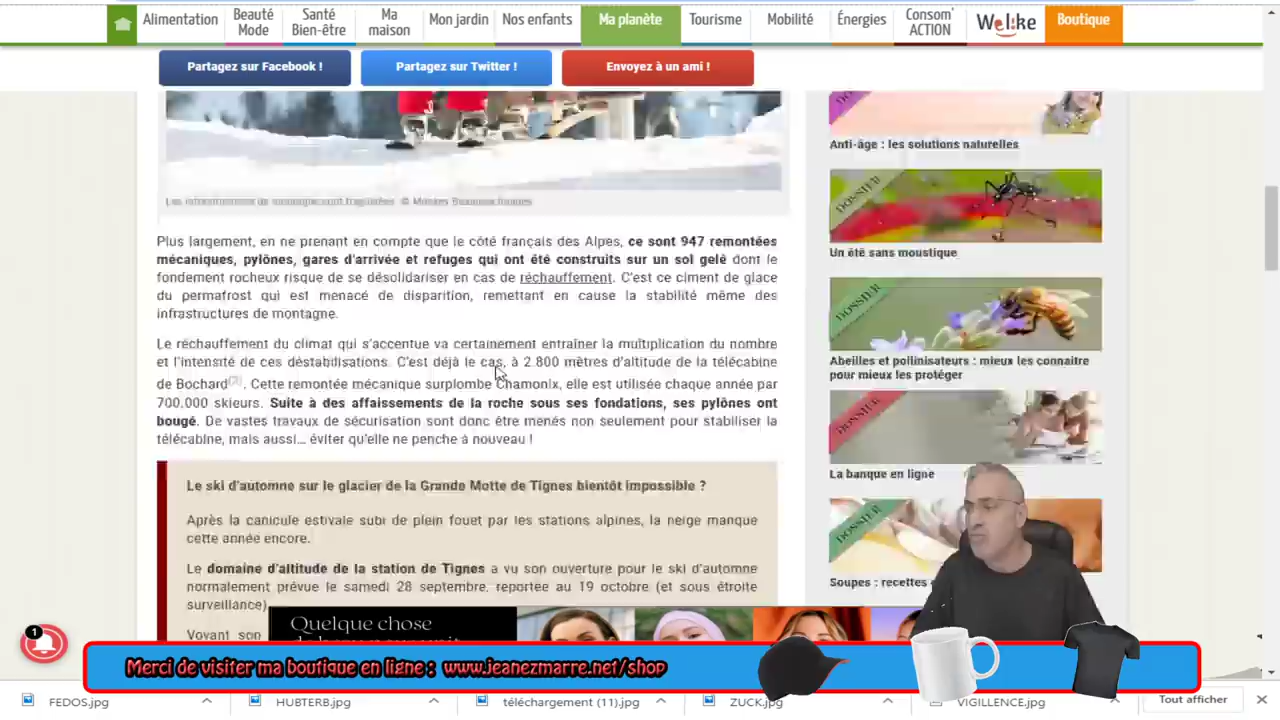 Alimentation
Beauté
Mode
Santé
Bien-être
Ma
maison
Mon jardin
Nos enfants
Ma planète
Tourisme
Mobilité
Énergies
Consom'
ACTION
Welike
Boutique
Partagez sur Facebook !
Partagez sur Twitter !
Envoyez à un ami !
Plus largement, en ne prenant en compte que le côté français des Alpes, ce sont 947 remontées
mécaniques, pylônes, gares d'arrivée et refuges qui ont été construits sur un sol gelé dont le
fondement rocheux risque de se désolidariser en cas de réchauffement. C'est ce ciment de glace
du permafrost qui est menacé de disparition, remettant en cause la stabilité même des
infrastructures de montagne.
Le réchauffement du climat qui s'accentue va certainement entraîner la multiplication du nombre
et l'intensité de ces déstabilisations. C'est déjà le cas, à 2.800 mètres d'altitude de la télécabine
de Bochard[2]. Cette remontée mécanique surplombe Chamonix, elle est utilisée chaque année par
700.000 skieurs. Suite à des affaissements de la roche sous ses fondations, ses pylônes ont
bougé. De vastes travaux de sécurisation sont donc être menés non seulement pour stabiliser la
télécabine, mais aussi... éviter qu'elle ne penche à nouveau !
Le ski d'automne sur le glacier de la Grande Motte de Tignes bientôt impossible ?
Après la canicule estivale subi de plein fouet par les stations alpines, la neige manque
cette année encore.
Le domaine d'altitude de la station de Tignes a vu son ouverture pour le ski d'automne
normalement prévue le samedi 28 septembre, reportée au 19 octobre (et sous étroite
surveillance)
Voyant son
Quelque chose
DOSSIER
Anti-âge : les solutions naturelles
DOSSIER
Un été sans moustique
DOSSIER
Abeilles et pollinisateurs : mieux les connaitre
pour mieux les protéger
DOSSIER
La banque en ligne
DOSSIER
Soupes : recettes
1
Merci de visiter ma boutique en ligne : www.jeanezmarre.net/shop
FEDOS.jpg
HUBTERB.jpg
téléchargement (11).jpg
ZUCK.jpg
VIGILLENCE.jpg
Tout afficher